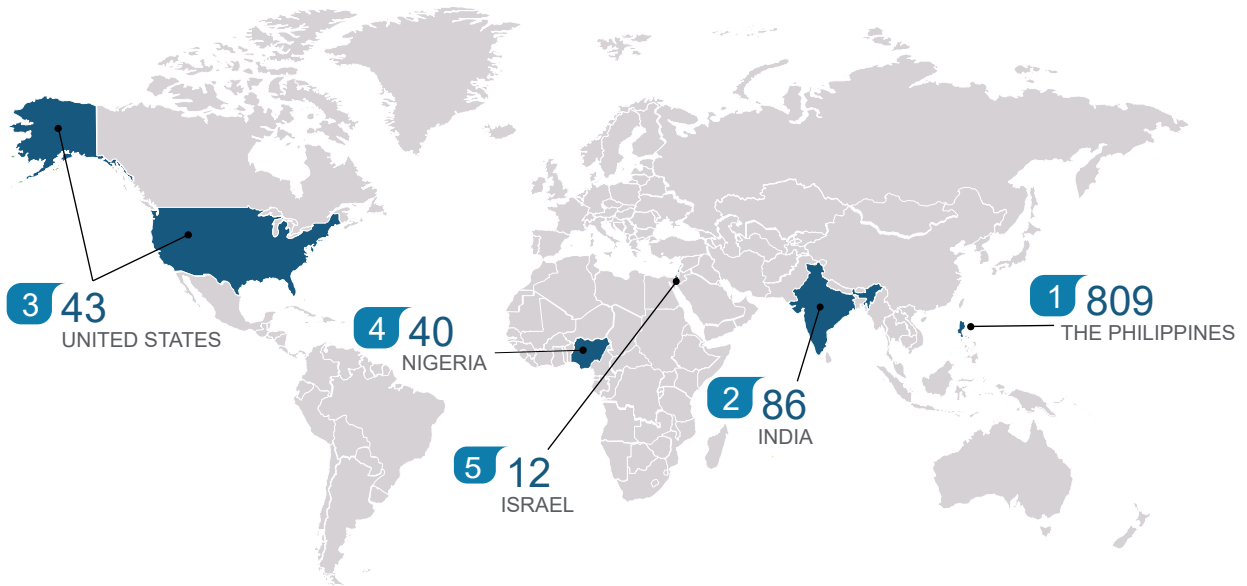 1 809
THE PHILIPPINES
2 86
INDIA
3 43
UNITED STATES
4 40
NIGERIA
5 12
ISRAEL